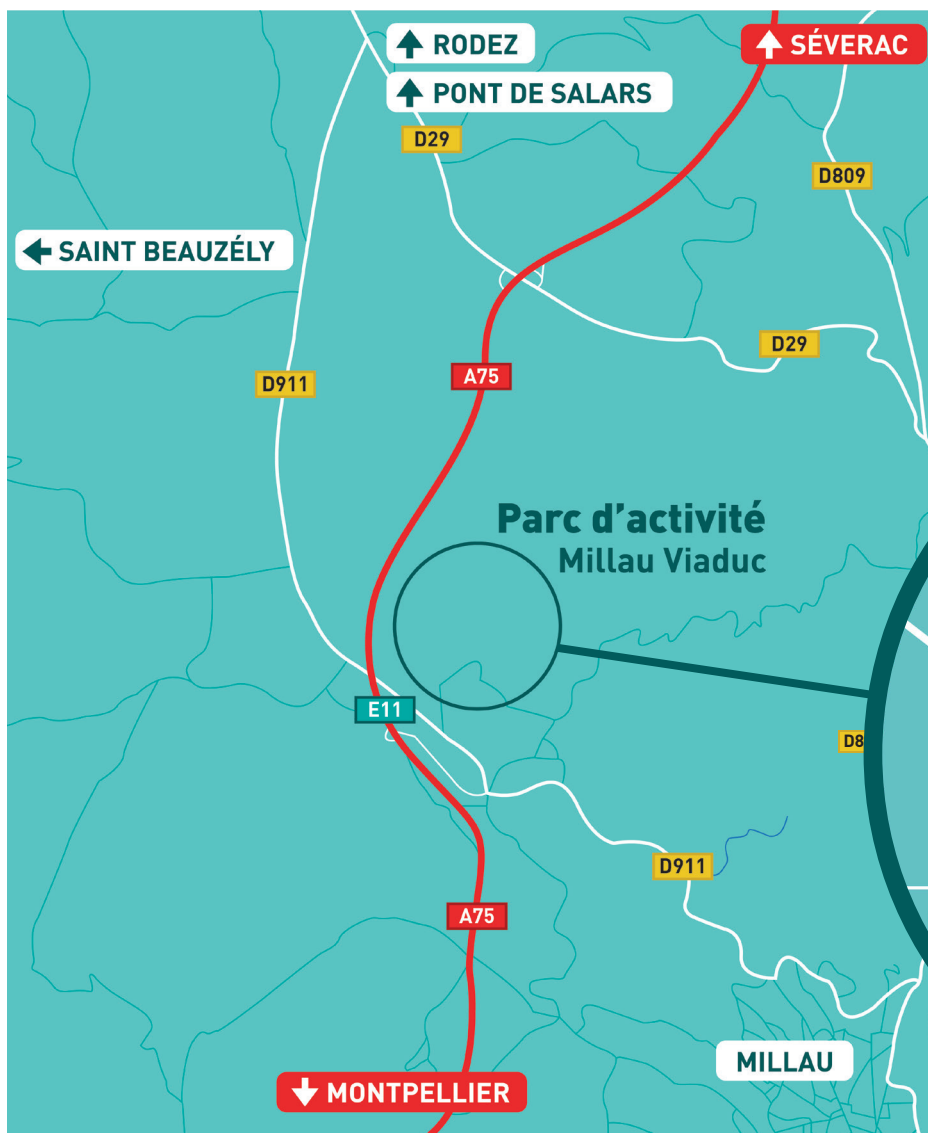 RODEZ
SÉVERAC
PONT DE SALARS
D29
D809
SAINT BEAUZÉLY
D29
A75
D911
Parc d'activité
Millau Viaduc
E11
D8
D911
A75
MILLAU
MONTPELLIER